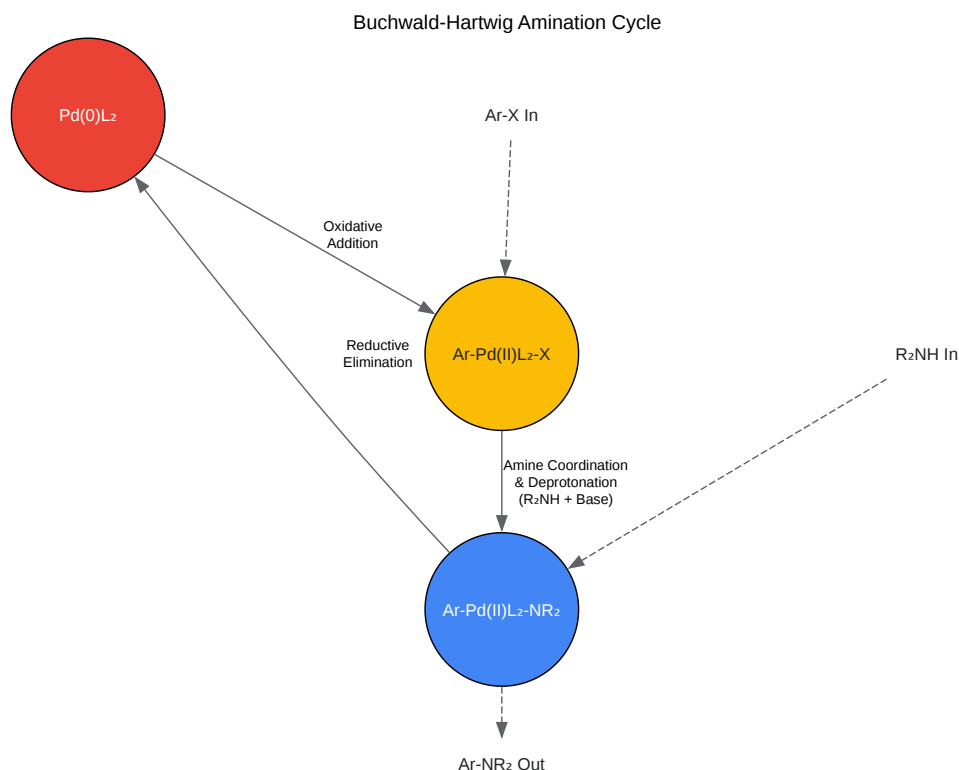 Buchwald-Hartwig Amination Cycle
Pd(0)L₂
Ar-X In
Oxidative
Addition
Reductive
Elimination
Ar-Pd(II)L₂-X
R₂NH In
Amine Coordination
& Deprotonation
(R₂NH + Base)
Ar-Pd(II)L₂-NR₂
Ar-NR₂ Out